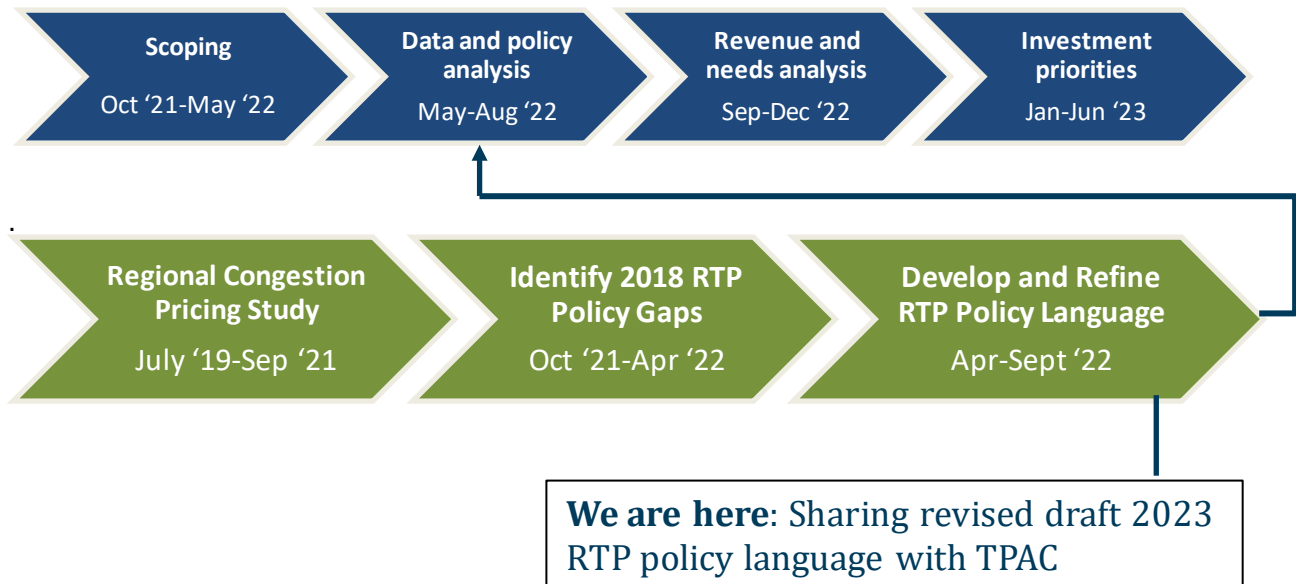 Scoping
Oct ‘21-May ‘22
Data and policy
analysis
May-Aug ‘22
Revenue and
needs analysis
Sep-Dec ‘22
Investment
priorities
Jan-Jun ‘23
.
Regional Congestion
Pricing Study
July ‘19-Sep ‘21
Identify 2018 RTP
Policy Gaps
Oct ‘21-Apr ‘22
Develop and Refine
RTP Policy Language
Apr-Sept ‘22
We are here: Sharing revised draft 2023
RTP policy language with TPAC